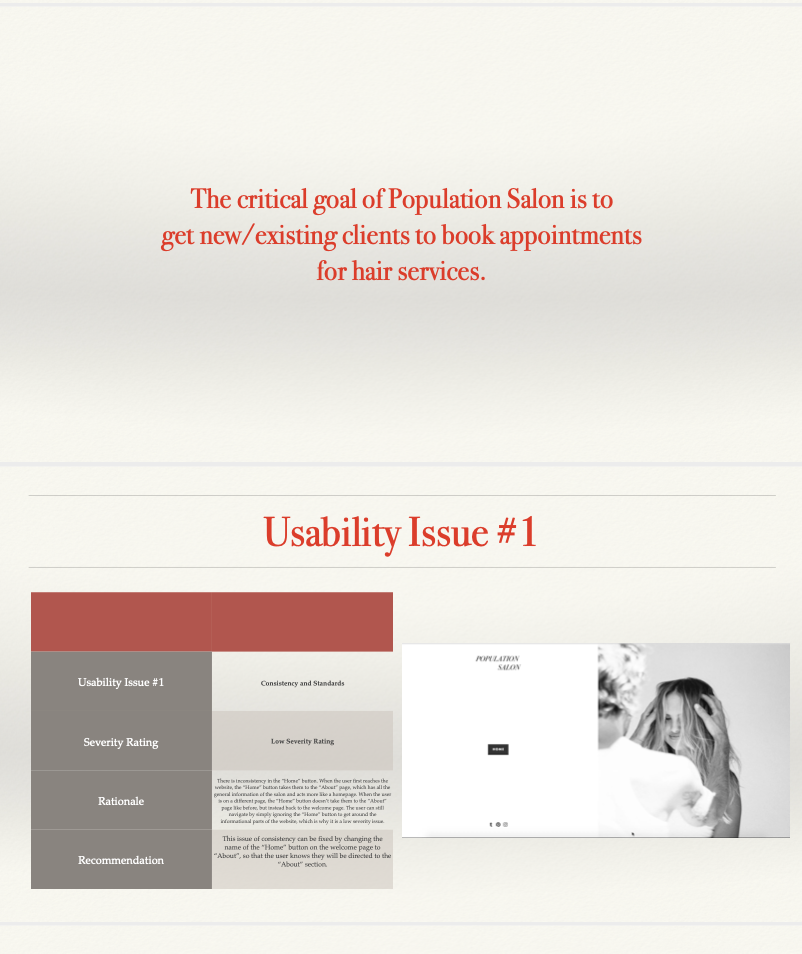 The critical goal of Population Salon is to
get new/existing clients to book appointments
for hair services.
Usability Issue #1
Usability Issue #1
Consistency and Standards
Severity Rating
Low Severity Rating
Rationale
There is inconsistency in the "Home" button. When the user first reaches the
website, the "Home" button takes them to the "About" page, which has all the
general information of the salon and acts more like a homepage. When the user
is on a different page, the "Home" button doesn't take them to the "About"
page like before, but instead back to the welcome page. The user can still
navigate by simply ignoring the "Home" button to get around the
informational parts of the website, which is why it is a low severity issue.
Recommendation
This issue of consistency can be fixed by changing the
name of the "Home" button on the welcome page to
"About", so that the user knows they will be directed to the
"About" section.
POPULATION
SALON
HOME